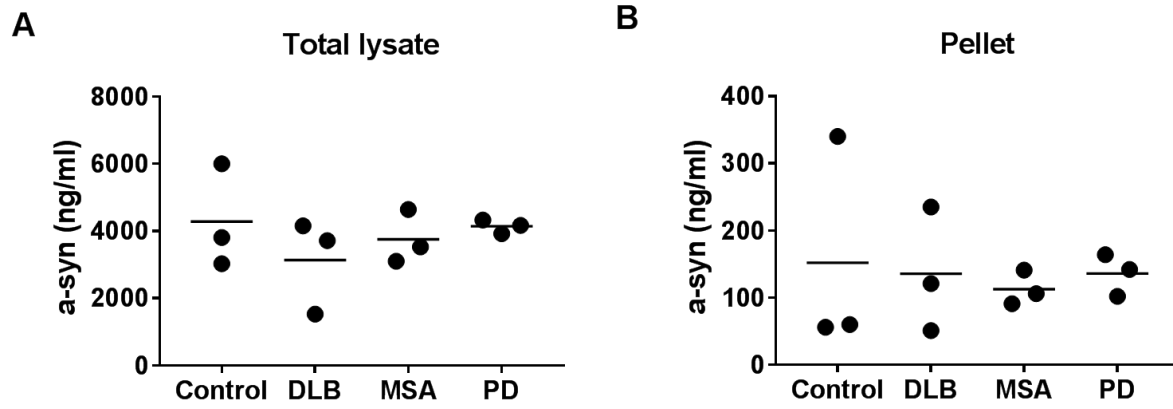 A
Total lysate
a-syn (ng/ml)
8000
6000
4000
2000
0
Control DLB MSA PD
B
Pellet
a-syn (ng/ml)
400
300
200
100
0
Control DLB MSA PD